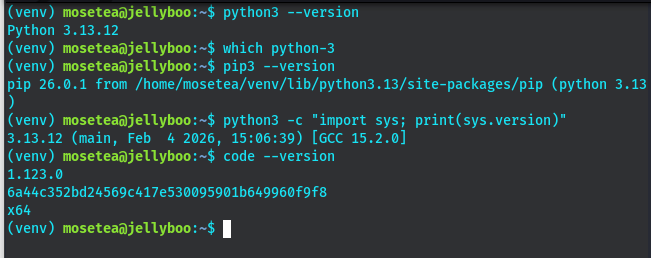 (venv) mosetea@jellyboo:~$ python3 --version
Python 3.13.12
(venv) mosetea@jellyboo:~$ which python-3
(venv) mosetea@jellyboo:~$ pip3 --version
pip 26.0.1 from /home/mosetea/venv/lib/python3.13/site-packages/pip (python 3.13
)
(venv) mosetea@jellyboo:~$ python3 -c "import sys; print(sys.version)"
3.13.12 (main, Feb  4 2026, 15:06:39) [GCC 15.2.0]
(venv) mosetea@jellyboo:~$ code --version
1.123.0
6a44c352bd24569c417e530095901b649960f9f8
x64
(venv) mosetea@jellyboo:~$